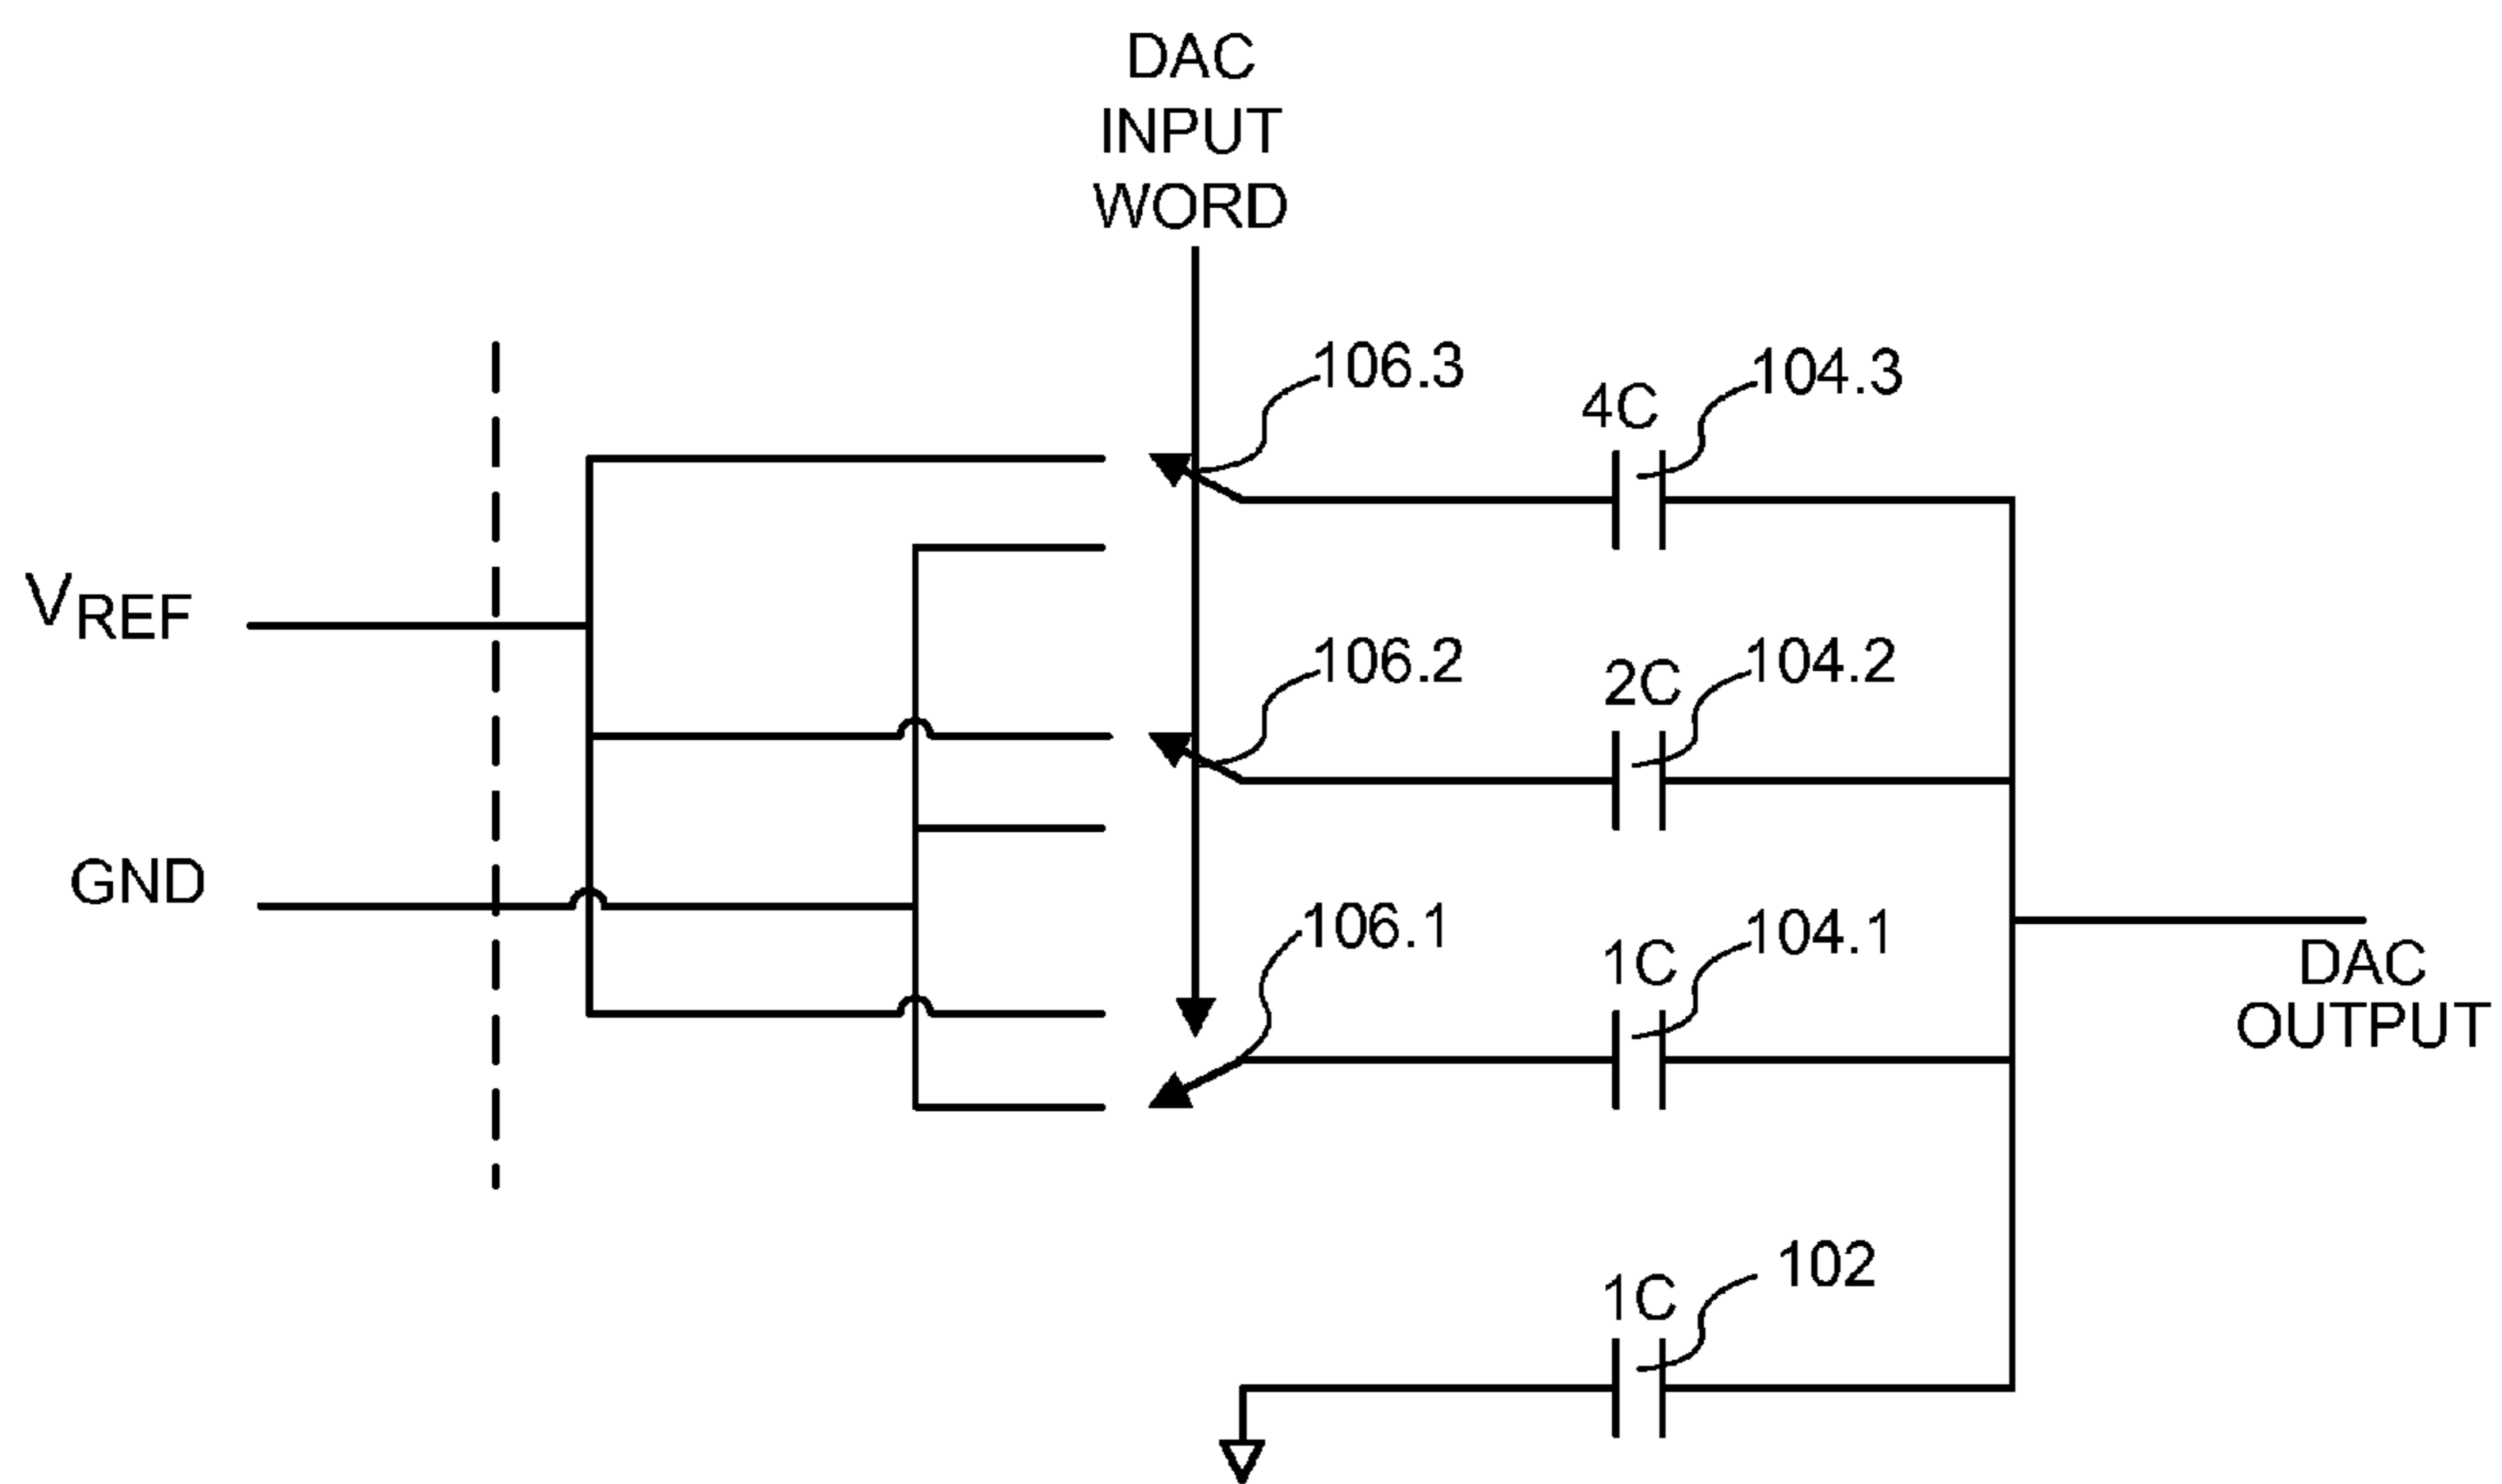 DAC
INPUT
WORD
106.3
4C
104.3
VREF
106.2
2C
104.2
GND
106.1
1C
104.1
DAC
OUTPUT
1C
102